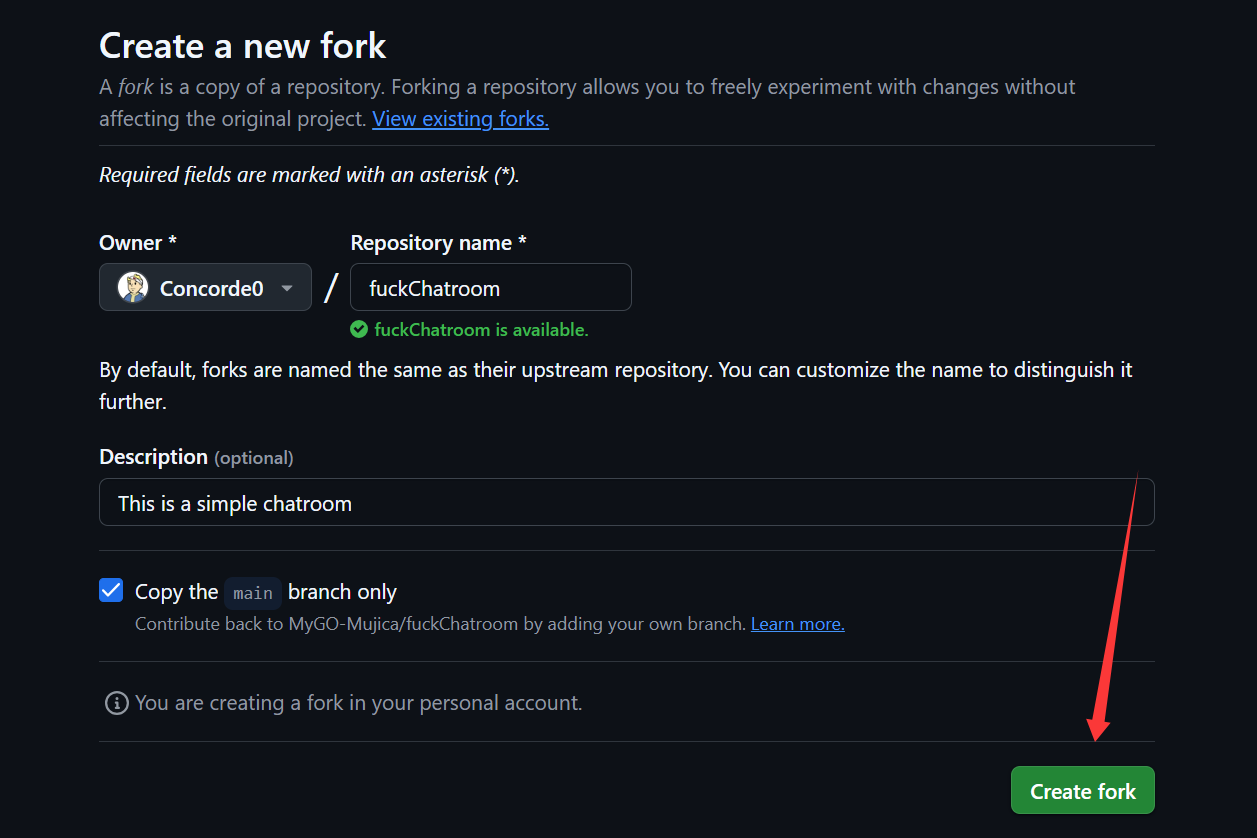 Create a new fork
A fork is a copy of a repository. Forking a repository allows you to freely experiment with changes without
affecting the original project. View existing forks.
Required fields are marked with an asterisk (*).
Owner * Repository name *
Concorde0 / fuckChatroom
fuckChatroom is available.
By default, forks are named the same as their upstream repository. You can customize the name to distinguish it
further.
Description (optional)
This is a simple chatroom
Copy the main branch only
Contribute back to MyGO-Mujica/fuckChatroom by adding your own branch. Learn more.
You are creating a fork in your personal account.
Create fork